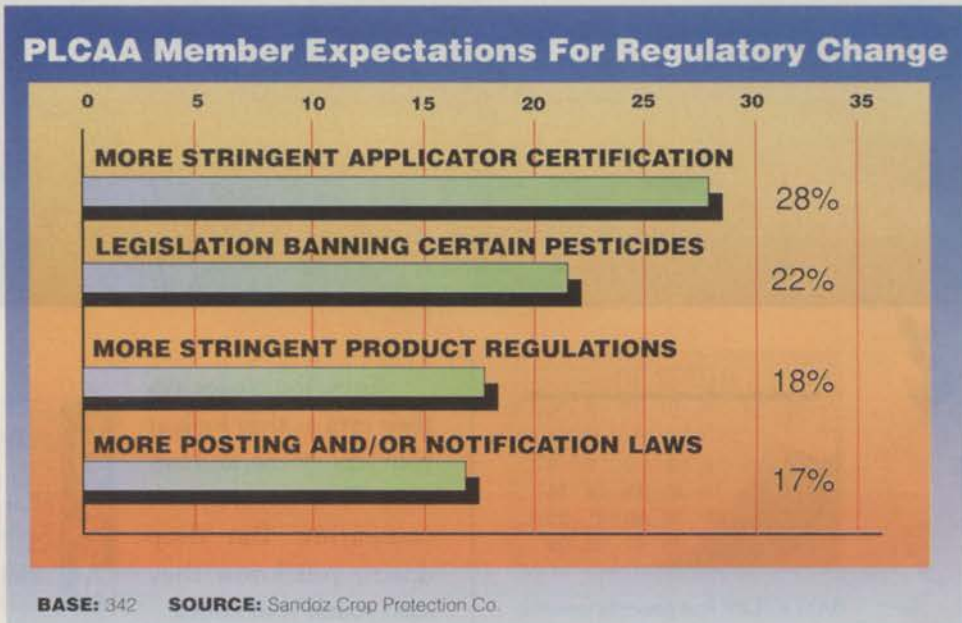 PLCAA Member Expectations For Regulatory Change
0 5 10 15 20 25 30 35
MORE STRINGENT APPLICATOR CERTIFICATION
28%
LEGISLATION BANNING CERTAIN PESTICIDES
22%
MORE STRINGENT PRODUCT REGULATIONS
18%
MORE POSTING AND/OR NOTIFICATION LAWS
17%
BASE: 342 SOURCE: Sandoz Crop Protection Co.